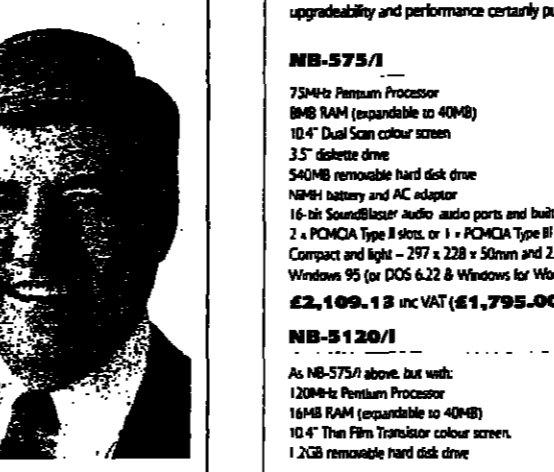 upgradeability and performance certainly
NB-575/I
75MHz Pentium Processor
8MB RAM (expandable to 40MB)
10.4" Dual Scan colour screen
3.5" diskette drive
540MB removable hard disk drive
NiMH battery and AC adaptor
16-bit SoundBlaster audio audio ports and built
2 x PCMCIA Type II slots, or 1 x PCMCIA Type III
Compact and light – 297 x 228 x 50mm and 2
Windows 95 (or DOS 6.22 & Windows for
£2,109.13 inc VAT (£1,795.00
NB-5120/I
As NB-575/I above, but with:
120MHz Pentium Processor
16MB RAM (expandable to 40MB)
10.4" Thin Film Transistor colour screen.
1.2GB removable hard disk drive